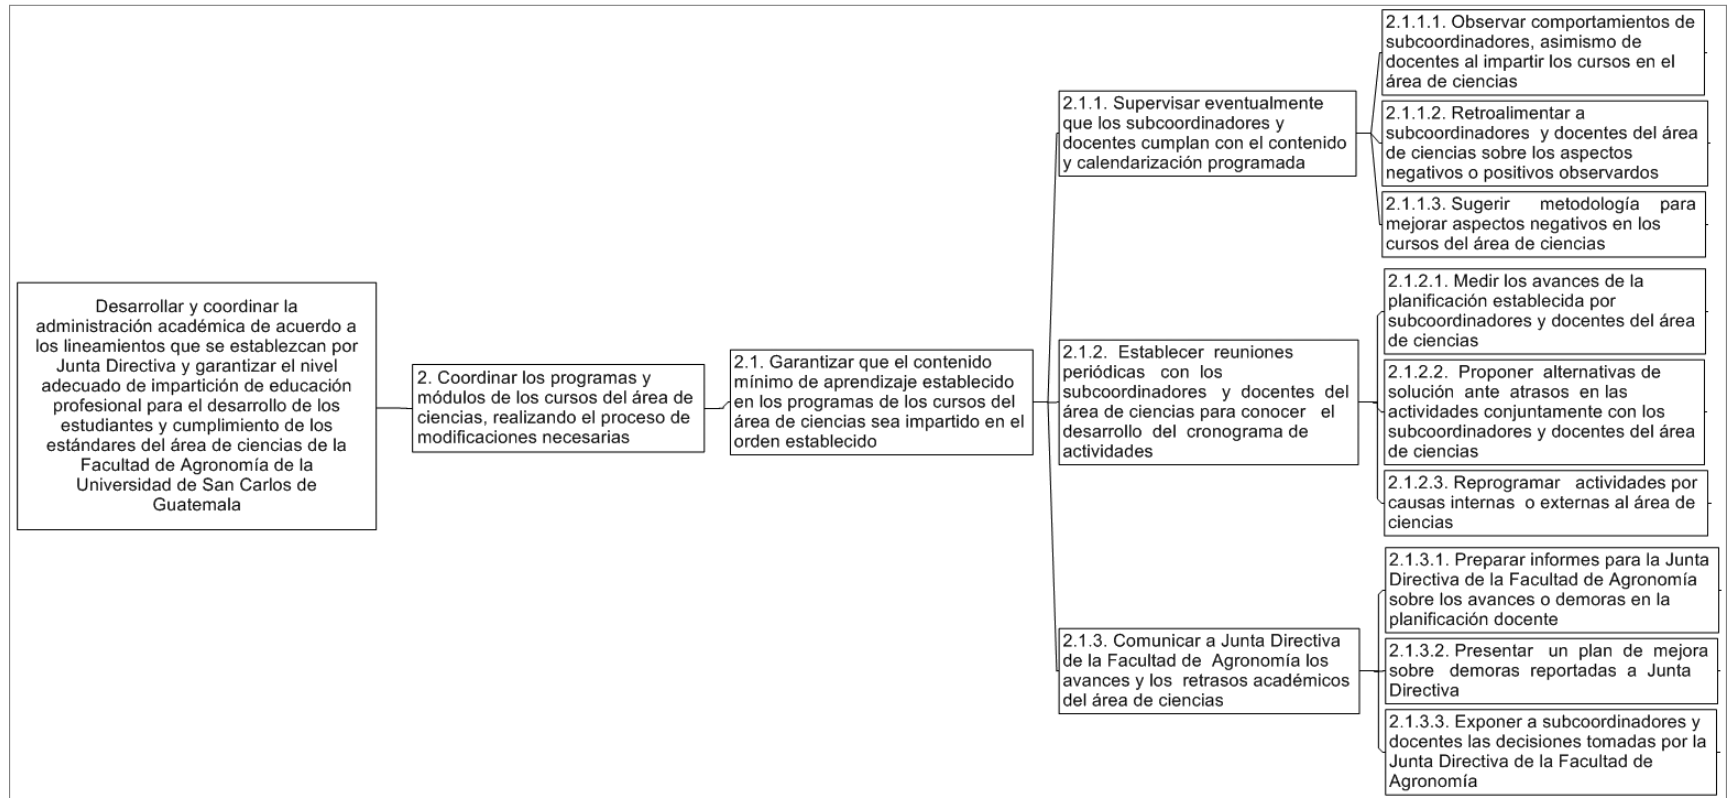 Desarrollar y coordinar la
administración académica de acuerdo a
los lineamientos que se establezcan por
Junta Directiva y garantizar el nivel
adecuado de impartición de educación
profesional para el desarrollo de los
estudiantes y cumplimiento de los
estándares del área de ciencias de la
Facultad de Agronomía de la
Universidad de San Carlos de
Guatemala
2. Coordinar los programas y
módulos de los cursos del área de
ciencias, realizando el proceso de
modificaciones necesarias
2.1. Garantizar que el contenido
mínimo de aprendizaje establecido
en los programas de los cursos del
área de ciencias sea impartido en el
orden establecido
2.1.1. Supervisar eventualmente
que los subcoordinadores y
docentes cumplan con el contenido
y calendarización programada
2.1.1.1. Observar comportamientos de
subcoordinadores, asimismo de
docentes al impartir los cursos en el
área de ciencias
2.1.1.2. Retroalimentar a
subcoordinadores y docentes del área
de ciencias sobre los aspectos
negativos o positivos observardos
2.1.1.3. Sugerir metodología para
mejorar aspectos negativos en los
cursos del área de ciencias
2.1.2. Establecer reuniones
periódicas con los
subcoordinadores y docentes del
área de ciencias para conocer el
desarrollo del cronograma de
actividades
2.1.2.1. Medir los avances de la
planificación establecida por
subcoordinadores y docentes del área
de ciencias
2.1.2.2. Proponer alternativas de
solución ante atrasos en las
actividades conjuntamente con los
subcoordinadores y docentes del área
de ciencias
2.1.2.3. Reprogramar actividades por
causas internas o externas al área de
ciencias
2.1.3. Comunicar a Junta Directiva
de la Facultad de Agronomía los
avances y los retrasos académicos
del área de ciencias
2.1.3.1. Preparar informes para la Junta
Directiva de la Facultad de Agronomía
sobre los avances o demoras en la
planificación docente
2.1.3.2. Presentar un plan de mejora
sobre demoras reportadas a Junta
Directiva
2.1.3.3. Exponer a subcoordinadores y
docentes las decisiones tomadas por la
Junta Directiva de la Facultad de
Agronomía